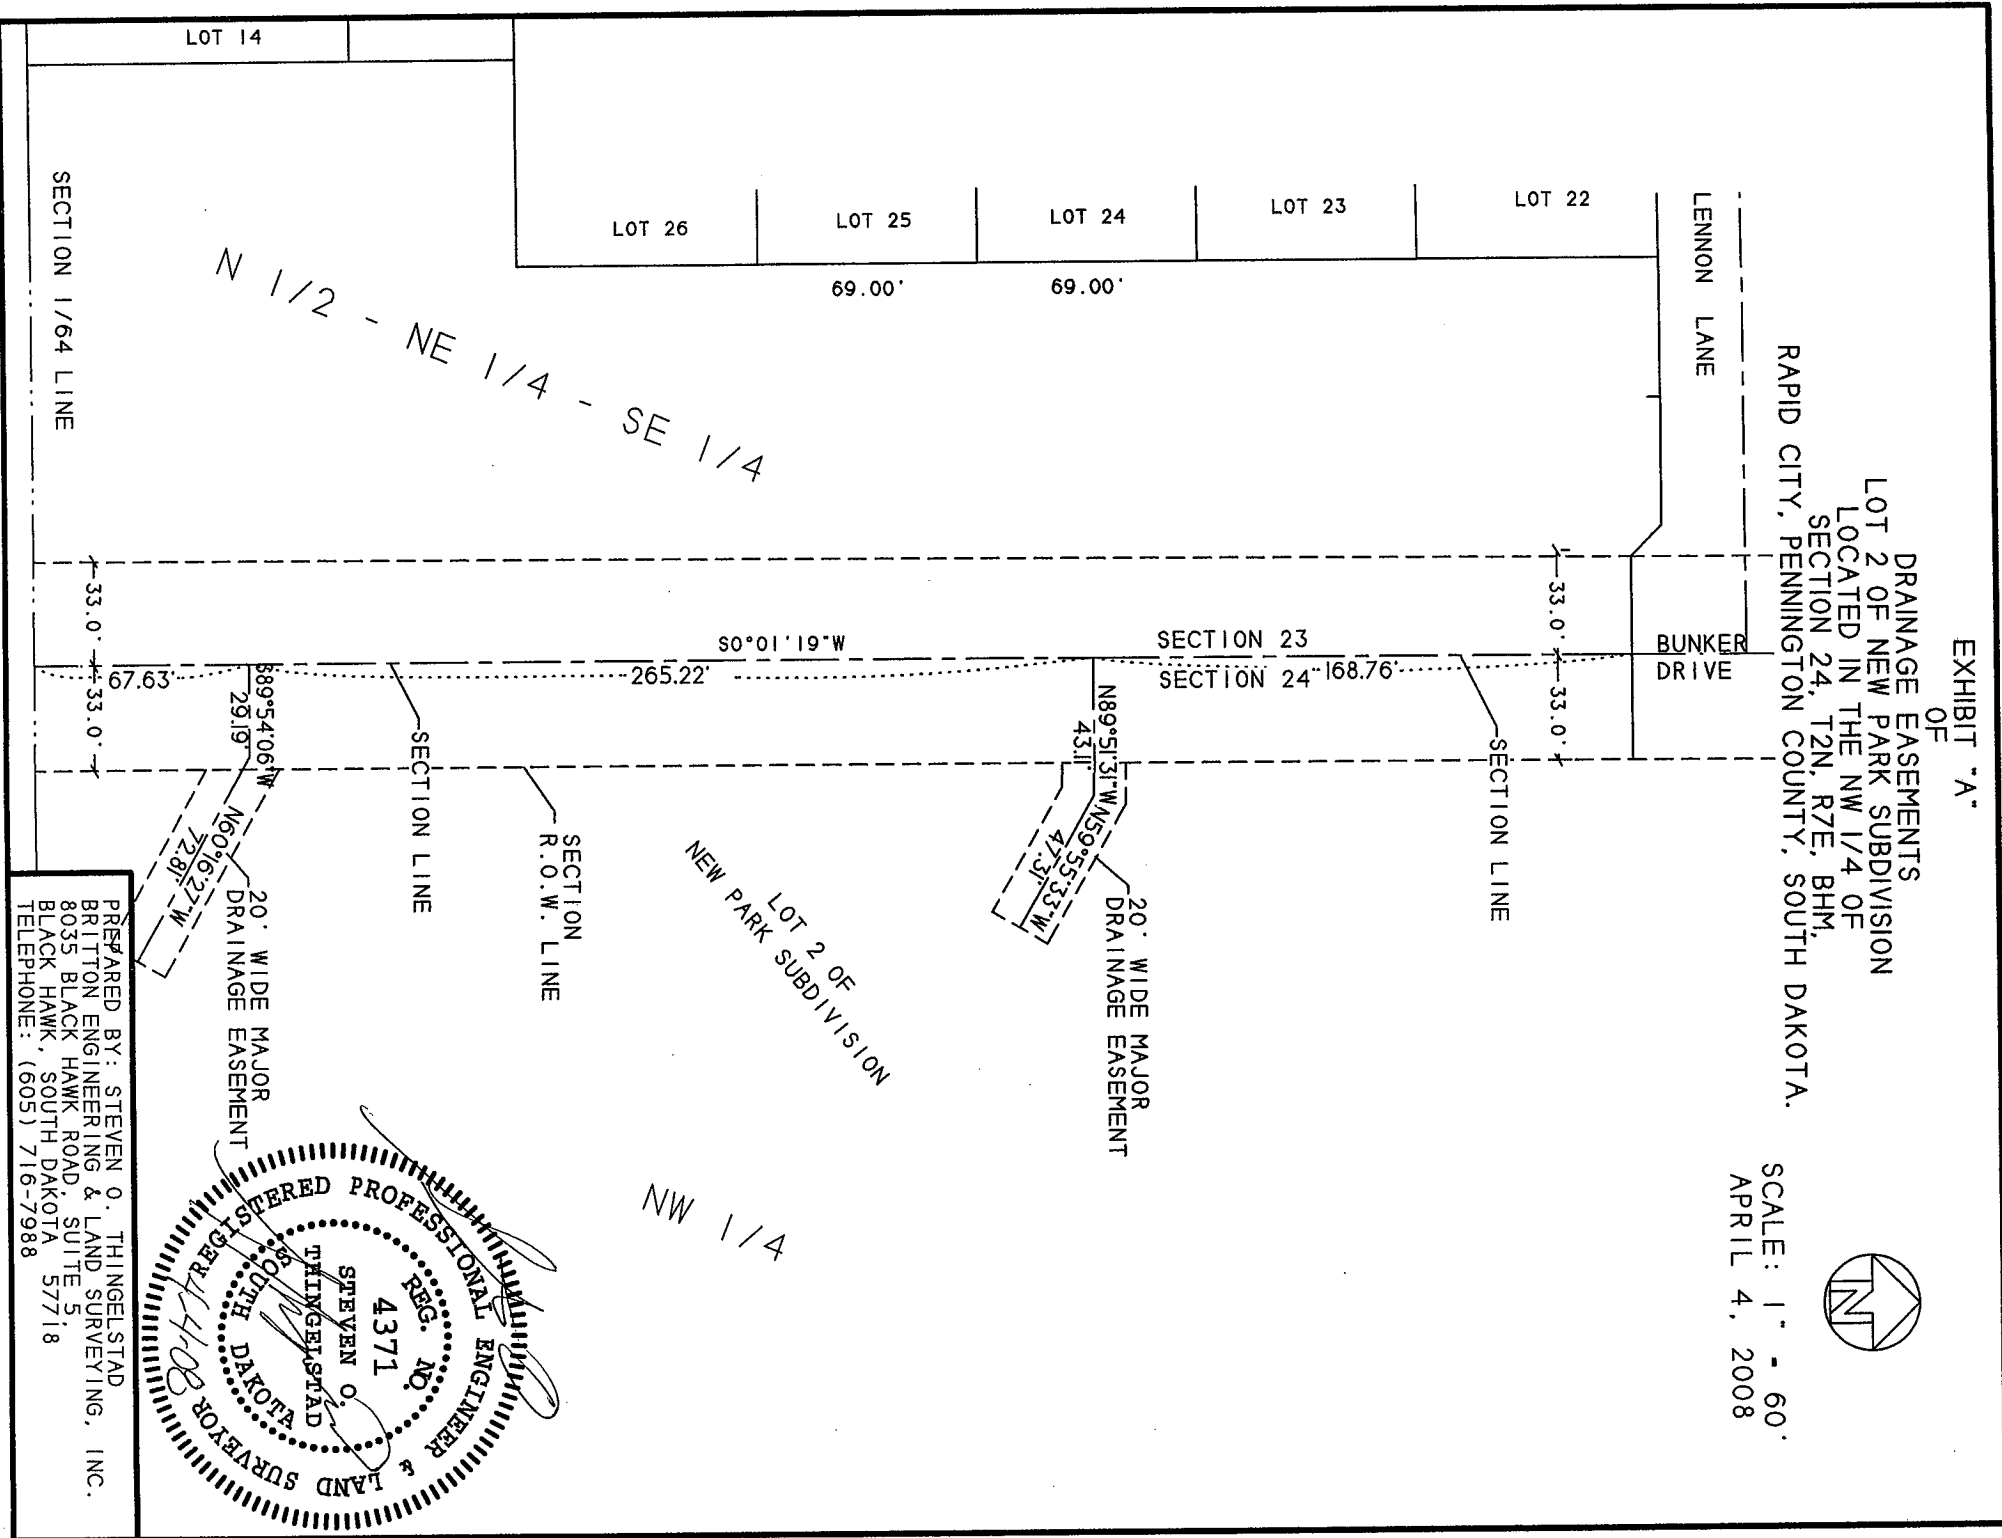 EXHIBIT "A"
OF
DRAINAGE EASEMENTS
LOT 2 OF NEW PARK SUBDIVISION
LOCATED IN THE NW 1/4 OF
SECTION 24, T2N, R7E, BHM,
RAPID CITY, PENNINGTON COUNTY, SOUTH DAKOTA.
SCALE: 1" - 60'
APRIL 4, 2008
N
LENNON LANE
BUNKER
DRIVE
LOT 22
LOT 23
LOT 24
LOT 25
LOT 26
LOT 14
69.00'
69.00'
33.0'
33.0'
SECTION LINE
SECTION 23
SECTION 24
168.76'
S0°01'19"W
265.22'
N89°51'31"W
43.11'
N59°55'33"W
47.31'
20' WIDE MAJOR
DRAINAGE EASEMENT
N 1/2 - NE 1/4 - SE 1/4
LOT 2 OF
NEW PARK SUBDIVISION
NW 1/4
SECTION
R.O.W. LINE
SECTION LINE
S89°54'06"W
29.19'
N60°16'27"W
72.81'
20' WIDE MAJOR
DRAINAGE EASEMENT
67.63'
33.0'
33.0'
SECTION 1/64 LINE
REGISTERED PROFESSIONAL ENGINEER & LAND SURVEYOR
REG. NO.
4371
STEVEN O.
THINGELSTAD
SOUTH DAKOTA
4-4-08
PREPARED BY: STEVEN O. THINGELSTAD
BRITTON ENGINEERING & LAND SURVEYING, INC.
8035 BLACK HAWK ROAD, SUITE 5,
BLACK HAWK, SOUTH DAKOTA 57718
TELEPHONE: (605) 716-7988